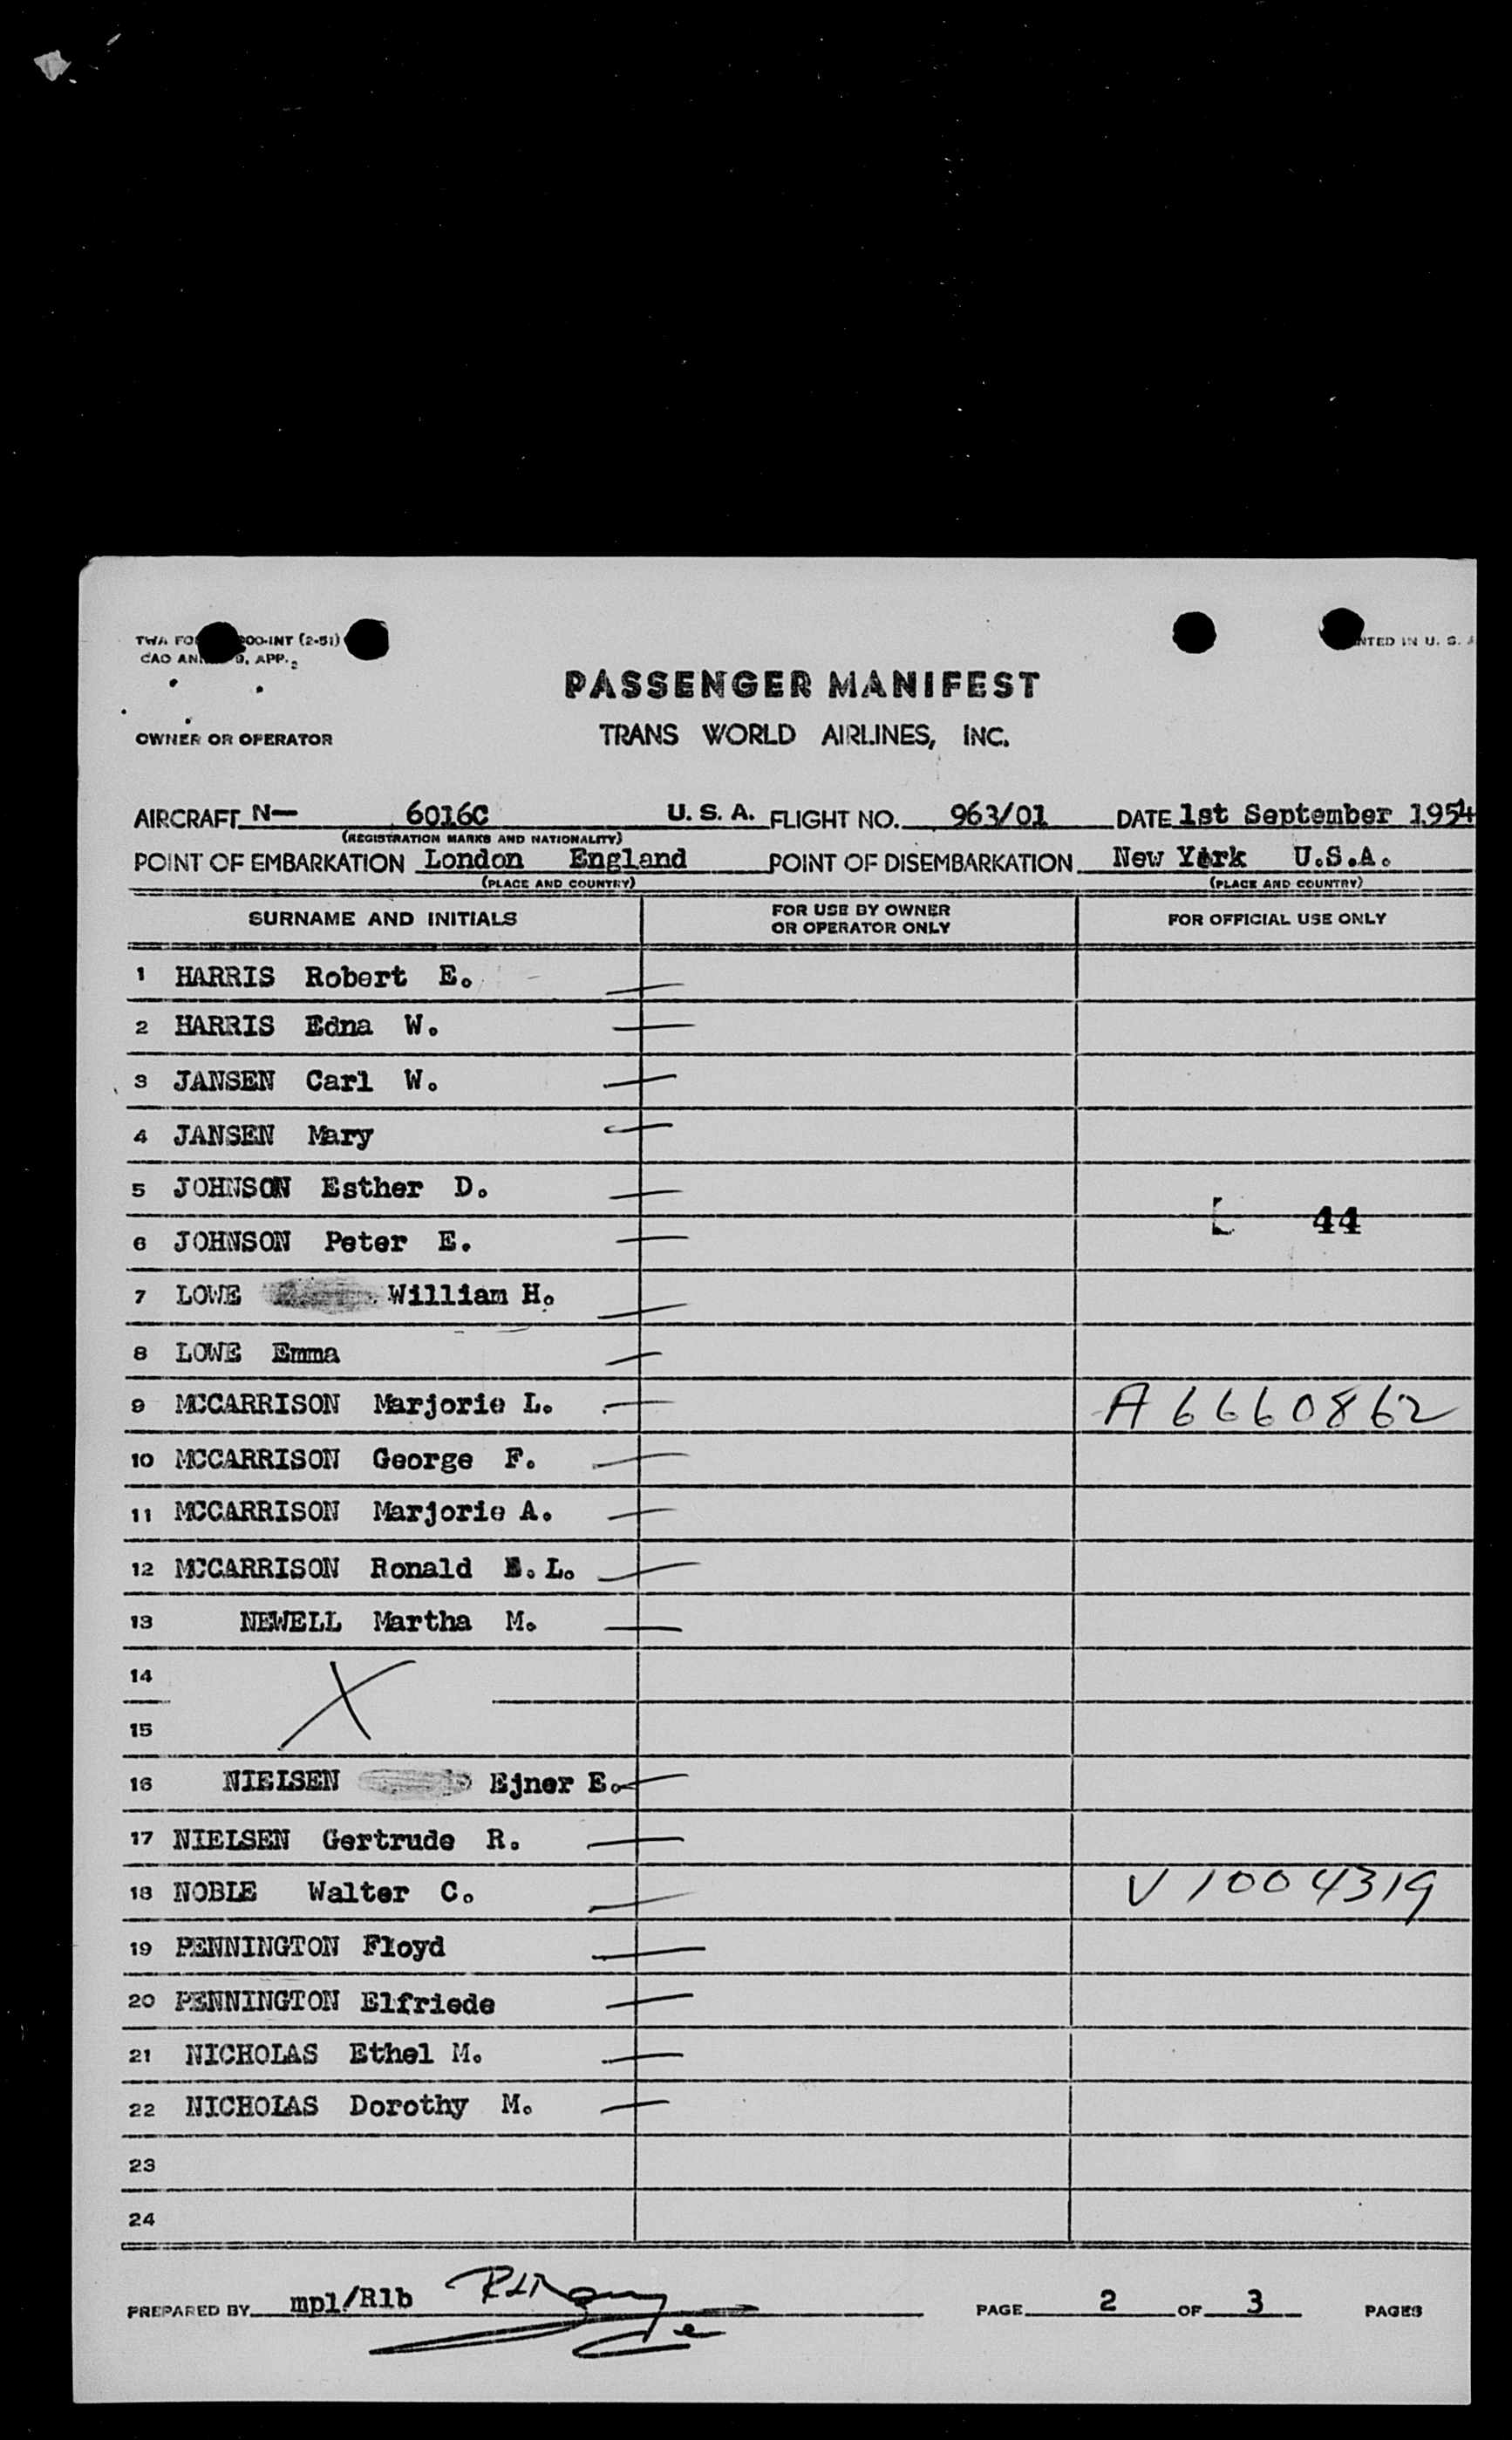 TWA FO 00-INT (2-51)
CAO AN 9, APP. 2
NTED IN U. S. A
PASSENGER MANIFEST
OWNER OR OPERATOR TRANS WORLD AIRLINES, INC.
AIRCRAFT N- 6016C U. S. A. FLIGHT NO. 963/01 DATE 1st September 1954
(REGISTRATION MARKS AND NATIONALITY)
POINT OF EMBARKATION London England POINT OF DISEMBARKATION New York U.S.A.
(PLACE AND COUNTRY) (PLACE AND COUNTRY)
SURNAME AND INITIALS FOR USE BY OWNER OR OPERATOR ONLY FOR OFFICIAL USE ONLY
1 HARRIS Robert E.
2 HARRIS Edna W.
3 JANSEN Carl W.
4 JANSEN Mary
5 JOHNSON Esther D.
44
6 JOHNSON Peter E.
7 LOWE William H.
8 LOWE Emma
9 MCCARRISON Marjorie L. A6660862
10 MCCARRISON George F.
11 MCCARRISON Marjorie A.
12 MCCARRISON Ronald L.
13 NEWELL Martha M.
14 X
15
16 NIELSEN Ejner E.
17 NIELSEN Gertrude R.
18 NOBLE Walter C. V1004319
19 PENNINGTON Floyd
20 PENNINGTON Elfriede
21 NICHOLAS Ethel M.
22 NICHOLAS Dorothy M.
23
24
PREPARED BY mpl/Rlb PAGE 2 OF 3 PAGES